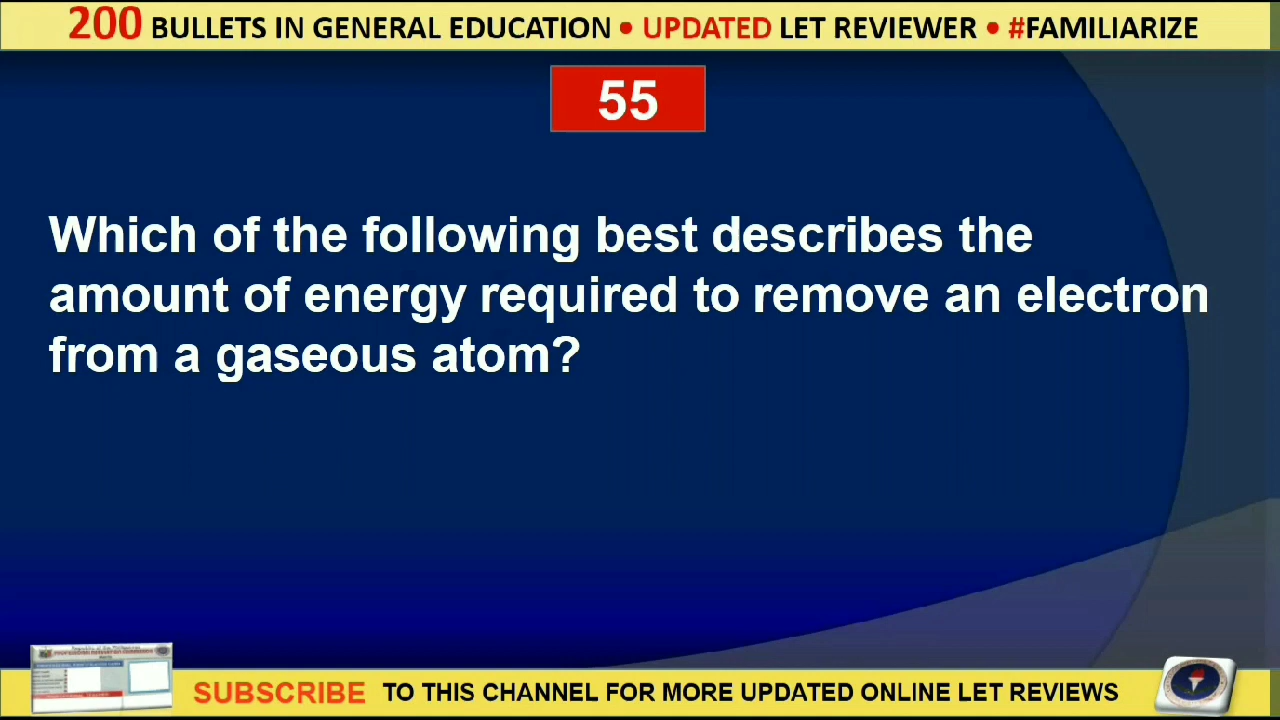 200 BULLETS IN GENERAL EDUCATION • UPDATED LET REVIEWER • #FAMILIARIZE
55
Which of the following best describes the
amount of energy required to remove an electron
from a gaseous atom?
SUBSCRIBE TO THIS CHANNEL FOR MORE UPDATED ONLINE LET REVIEWS